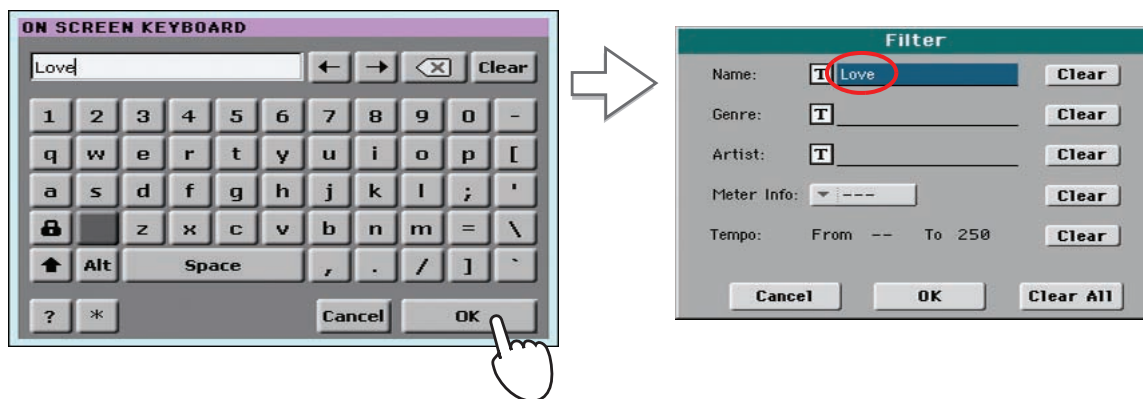 ON SCREEN KEYBOARD
Love ← → ⌫ Clear
1 2 3 4 5 6 7 8 9 0 -
q w e r t y u i o p [
a s d f g h j k l ; '
z x c v b n m = \
Alt Space , . / ] `
? * Cancel OK
Filter
Name: T Love Clear
Genre: T Clear
Artist: T Clear
Meter Info: --- Clear
Tempo: From -- To 250 Clear
Cancel OK Clear All